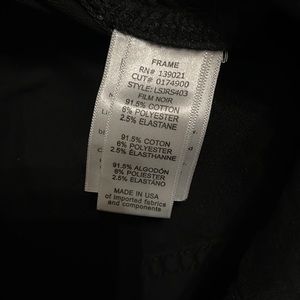 FRAME
RN# 139021
CUT# 0174900
STYLE: LSJRS403
FILM NOIR
91.5% COTTON
6% POLYESTER
2.5% ELASTANE
91.5% COTON
6% POLYESTER
2.5% ELASTHANNE
91.5% ALGODÓN
6% POLIESTER
2.5% ELASTANO
MADE IN USA
of imported fabrics
and components